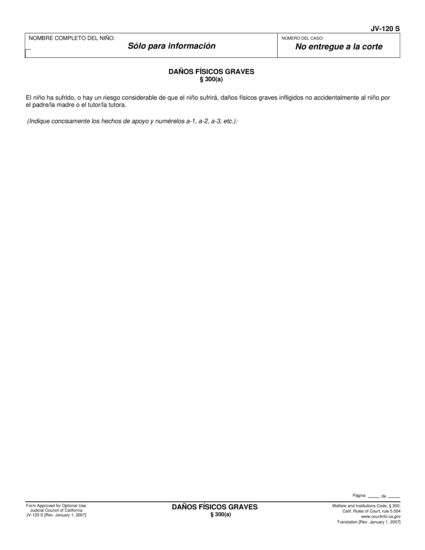 JV-120 S
NOMBRE COMPLETO DEL NIÑO:
Sólo para información
NÚMERO DEL CASO:
No entregue a la corte
DAÑOS FÍSICOS GRAVES
§ 300(a)
El niño ha sufrido, o hay un riesgo considerable de que el niño sufrirá, daños físicos graves infligidos no accidentalmente al niño por
el padre/la madre o el tutor/la tutora.
(Indique concisamente los hechos de apoyo y numérelos a-1, a-2, a-3, etc.):
Página ____ de ____
Form Approved for Optional Use
Judicial Council of California
JV-120 S [Rev. January 1, 2007]
DAÑOS FÍSICOS GRAVES
§ 300(a)
Welfare and Institutions Code, § 300;
Calif. Rules of Court, rule 5.504
www.courtinfo.ca.gov
Translation [Rev. January 1, 2007]